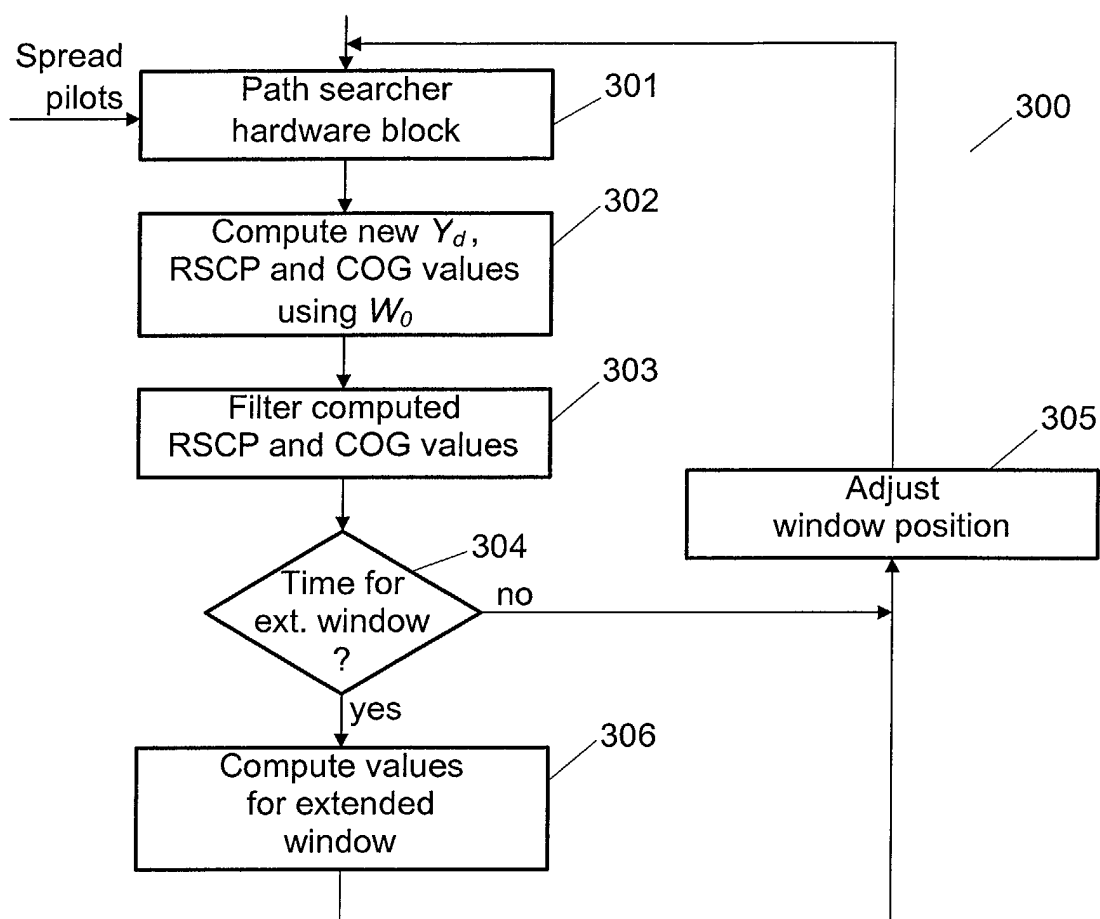 Spread
pilots
Path searcher
hardware block
301
300
302
Compute new Y_d,
RSCP and COG values
using W_0
303
Filter computed
RSCP and COG values
304
Time for
ext. window
?
no
yes
305
Adjust
window position
306
Compute values
for extended
window